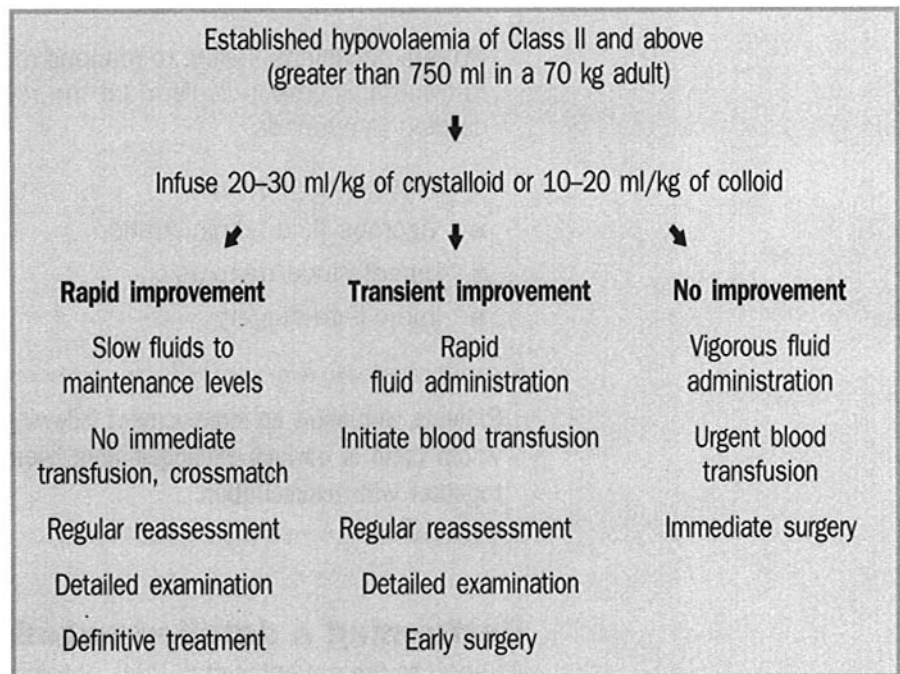 Established hypovolaemia of Class II and above
(greater than 750 ml in a 70 kg adult)
Infuse 20–30 ml/kg of crystalloid or 10–20 ml/kg of colloid
Rapid improvement
Slow fluids to
maintenance levels
No immediate
transfusion, crossmatch
Regular reassessment
Detailed examination
Definitive treatment
Transient improvement
Rapid
fluid administration
Initiate blood transfusion
Regular reassessment
Detailed examination
Early surgery
No improvement
Vigorous fluid
administration
Urgent blood
transfusion
Immediate surgery